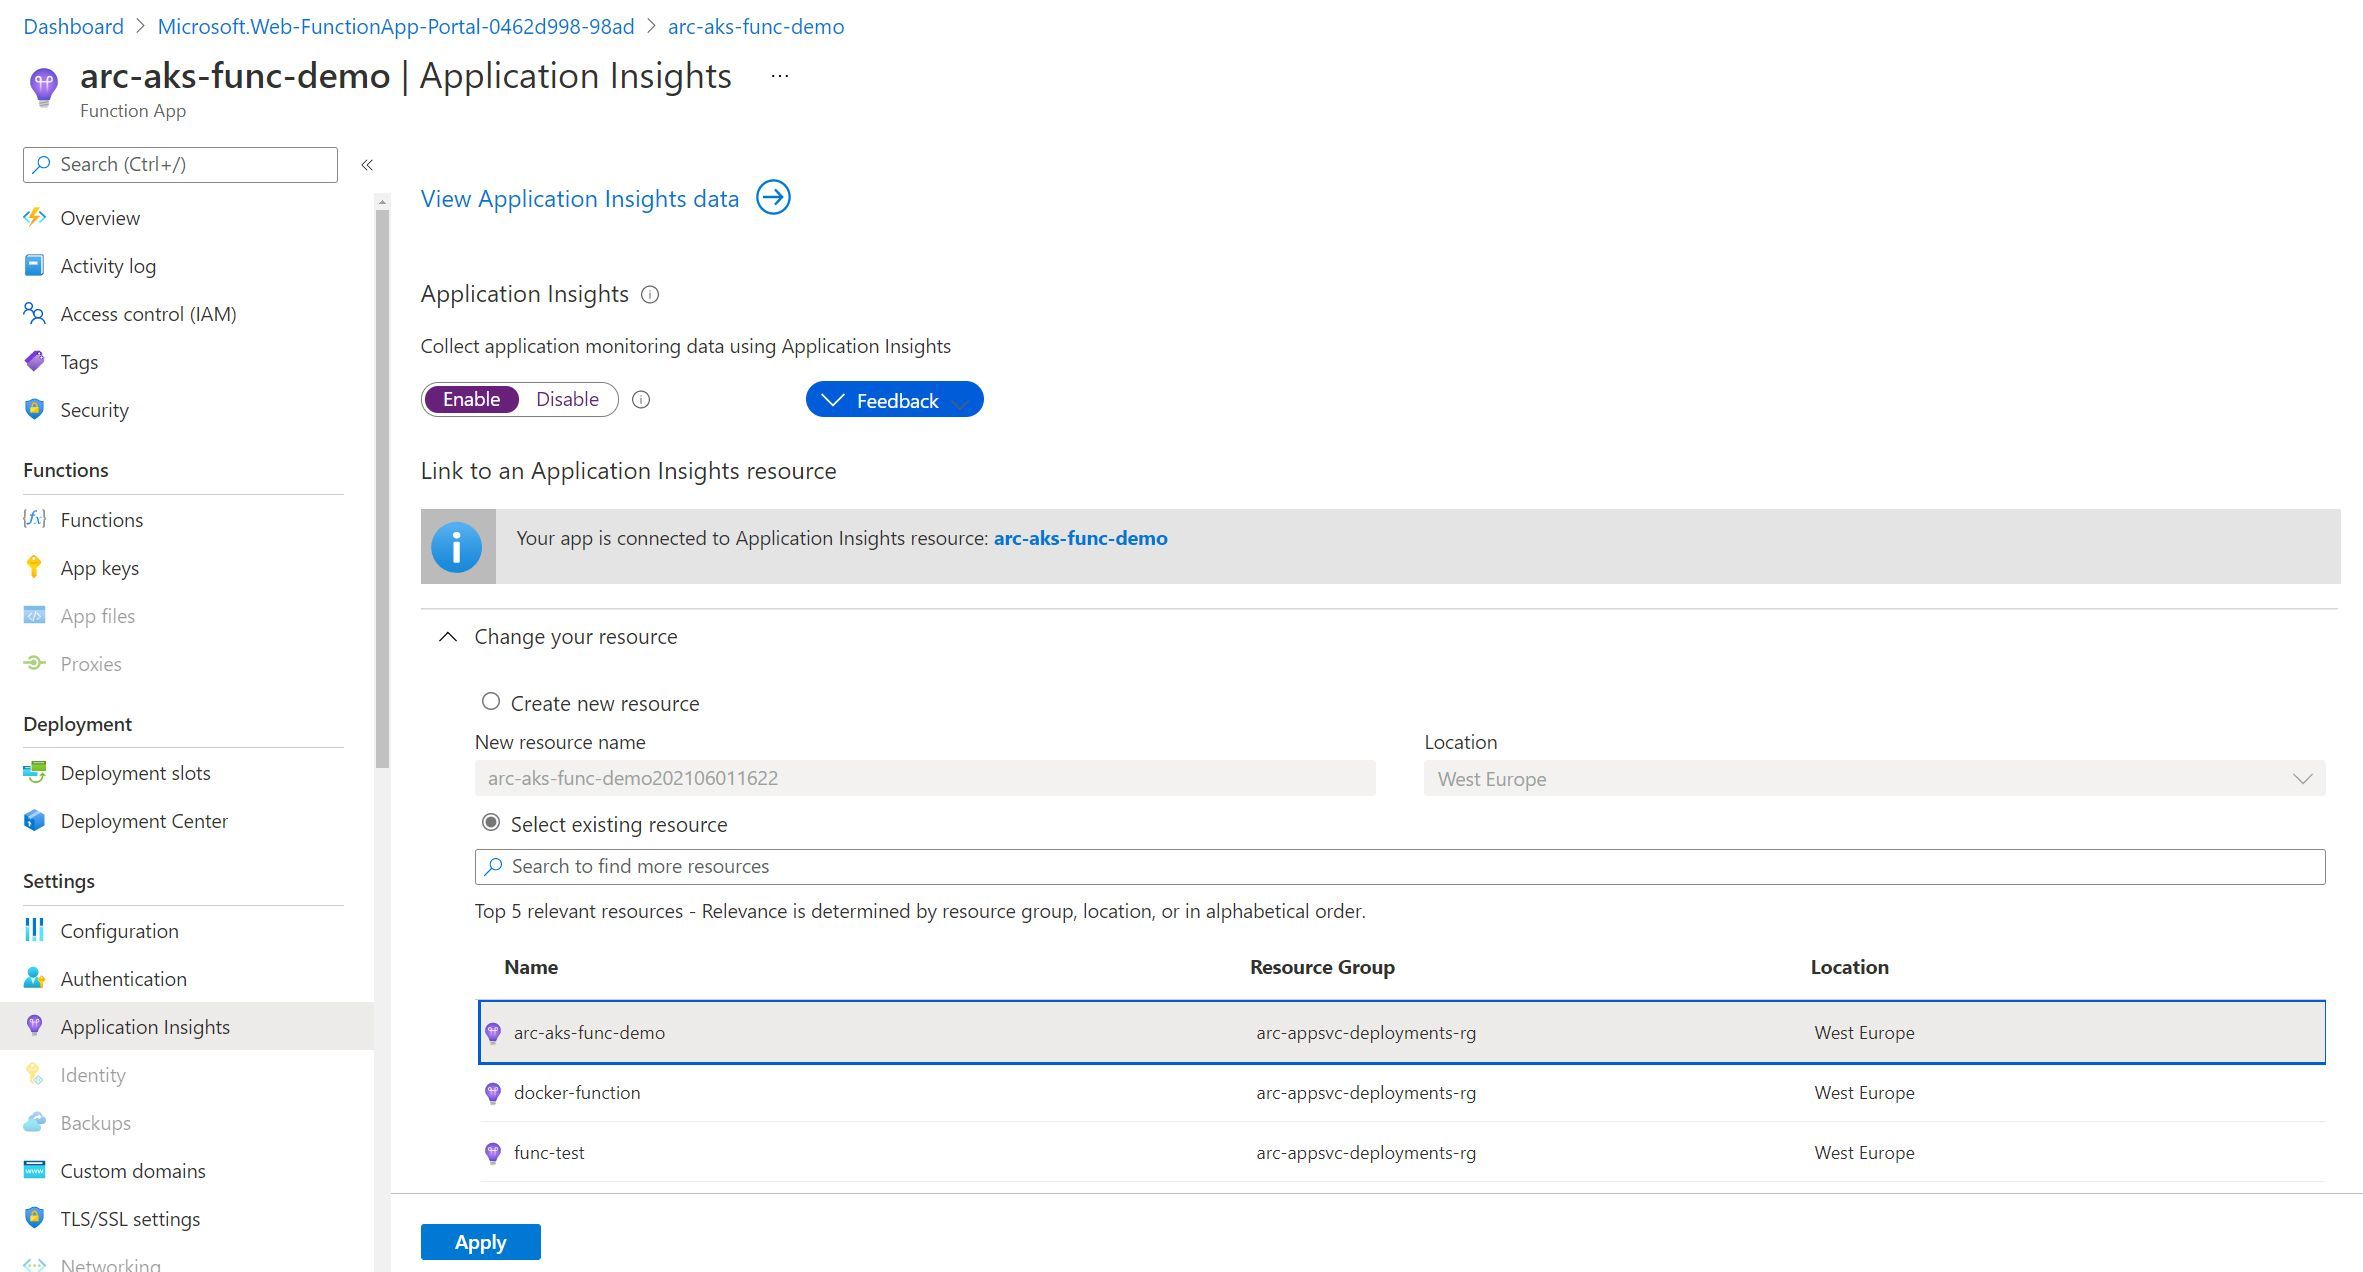 Dashboard > Microsoft.Web-FunctionApp-Portal-0462d998-98ad > arc-aks-func-demo
arc-aks-func-demo | Application Insights ...
Function App
Search (Ctrl+/)
«
Overview
Activity log
Access control (IAM)
Tags
Security
Functions
Functions
App keys
App files
Proxies
Deployment
Deployment slots
Deployment Center
Settings
Configuration
Authentication
Application Insights
Identity
Backups
Custom domains
TLS/SSL settings
Networking
View Application Insights data
Application Insights
Collect application monitoring data using Application Insights
Enable Disable
Feedback
Link to an Application Insights resource
Your app is connected to Application Insights resource: arc-aks-func-demo
Change your resource
Create new resource
New resource name Location
arc-aks-func-demo202106011622 West Europe
Select existing resource
Search to find more resources
Top 5 relevant resources - Relevance is determined by resource group, location, or in alphabetical order.
Name Resource Group Location
arc-aks-func-demo arc-appsvc-deployments-rg West Europe
docker-function arc-appsvc-deployments-rg West Europe
func-test arc-appsvc-deployments-rg West Europe
Apply